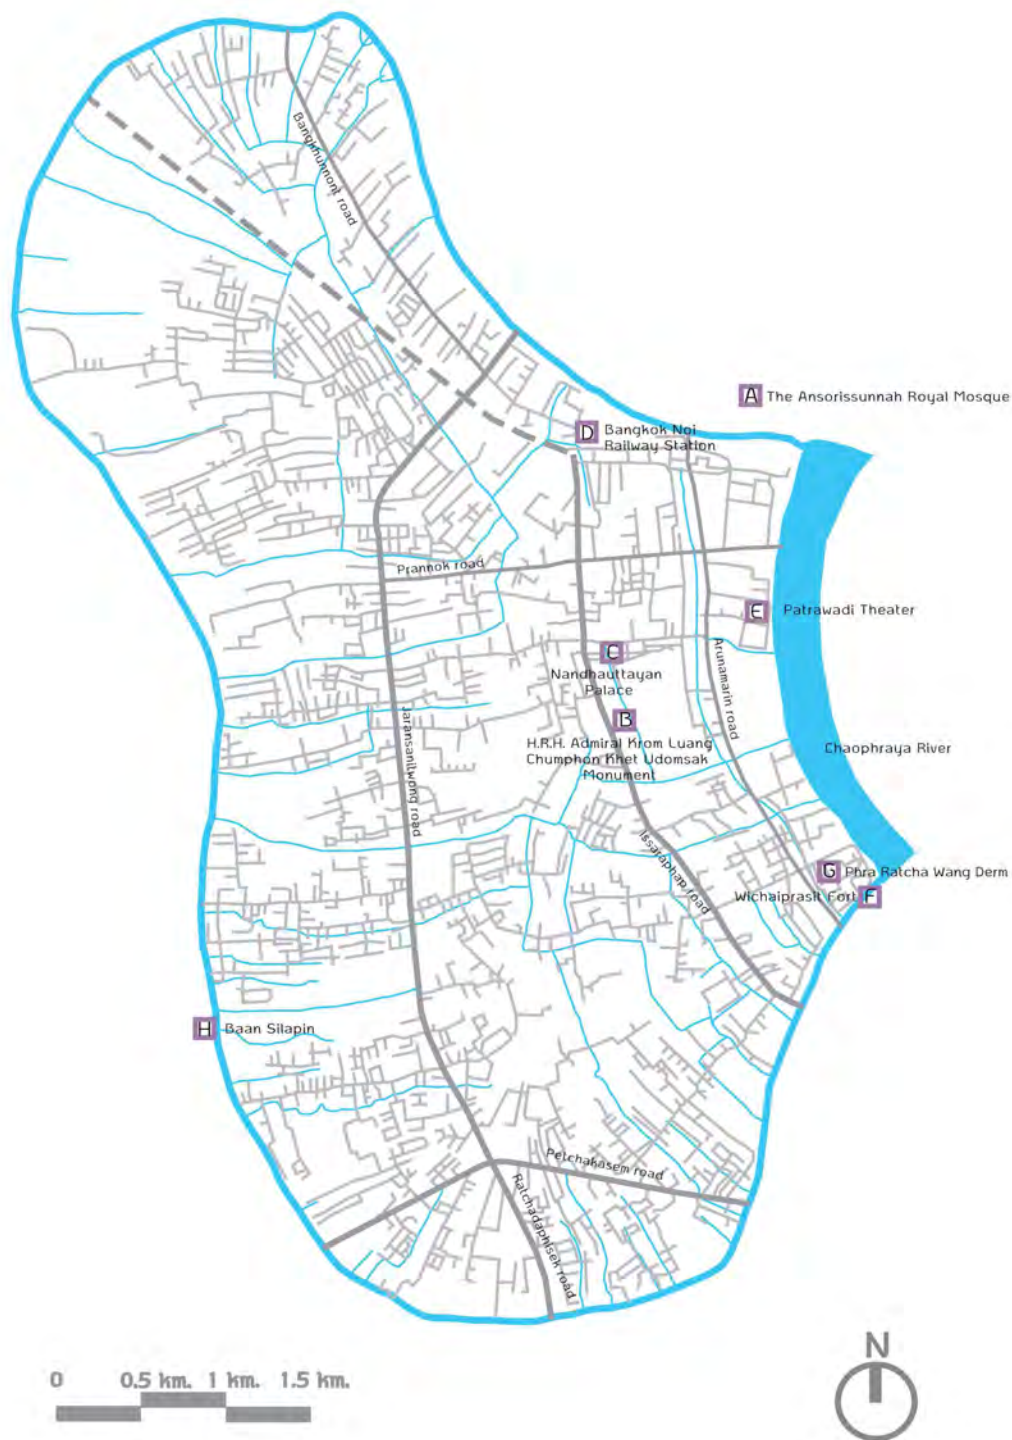 Bangkhunnont road
A The Ansorissunnah Royal Mosque
D Bangkok Noi
Railway Station
Prannok road
E Patrawadi Theater
C
Nandhauttayan
Palace
Arunamarin road
B
H.R.H. Admiral Krom Luang
Chumphon Khet Udomsak
Monument
Jaransanitwong road
Chaophraya River
Issaraphap road
G Phra Ratcha Wang Derm
Wichaiprasit Fort F
H Baan Silapin
Petchakasem road
Ratchadaphisek road
0 0.5 km. 1 km. 1.5 km.
N